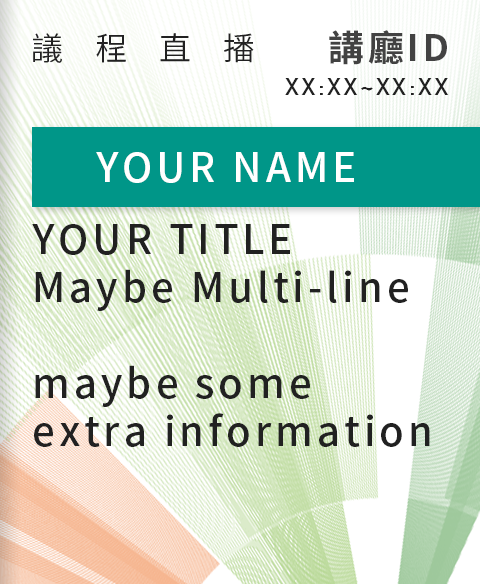 議程直播
講廳ID
XX:XX~XX:XX
YOUR NAME
YOUR TITLE
Maybe Multi-line
maybe some
extra information